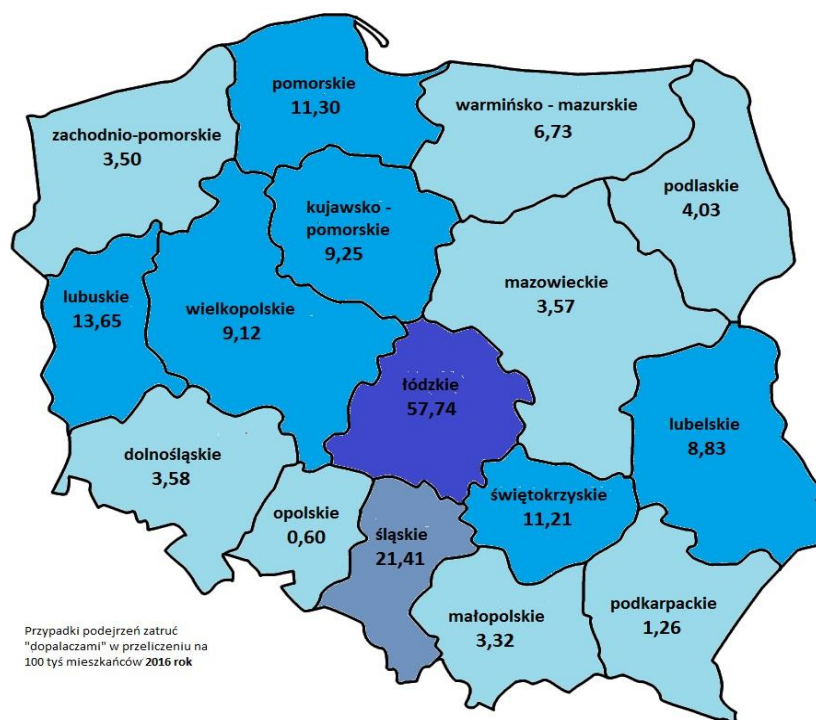 pomorskie
11,30
warmińsko - mazurskie
6,73
zachodnio-pomorskie
3,50
podlaskie
4,03
kujawsko -
pomorskie
9,25
mazowieckie
3,57
lubuskie
13,65
wielkopolskie
9,12
łódzkie
57,74
lubelskie
8,83
dolnośląskie
3,58
świętokrzyskie
11,21
opolskie
0,60
śląskie
21,41
małopolskie
3,32
podkarpackie
1,26
Przypadki podejrzeń zatruć
"dopalaczami" w przeliczeniu na
100 tyś mieszkańców 2016 rok